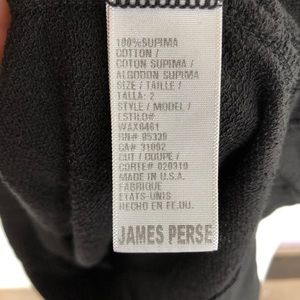 100%SUPIMA
COTTON /
COTON SUPIMA /
ALGODON SUPIMA
SIZE / TAILLE /
TALLA: 2
STYLE / MODEL /
ESTILO#
WAX6461
RN# 95339
CA# 31092
CUT / COUPE /
CORTE# 020310
MADE IN U.S.A.
FABRIQUE
ETATS-UNIS
HECHO EN EE.UU.
JAMES PERSE